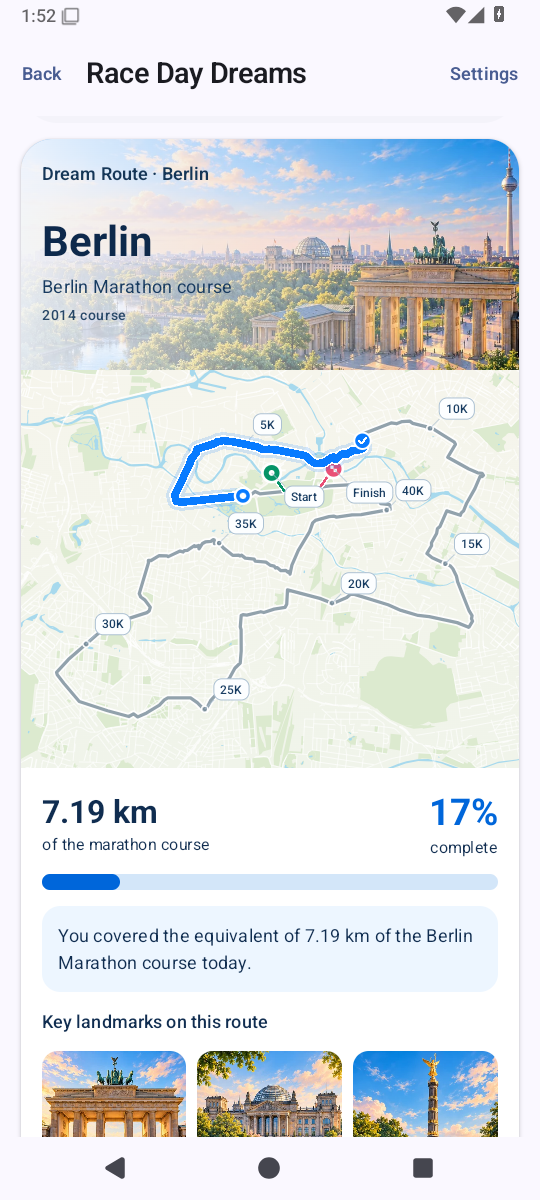 1:52
Back
Race Day Dreams
Settings
Dream Route · Berlin
Berlin
Berlin Marathon course
2014 course
5K
10K
Start
Finish
40K
35K
15K
20K
30K
25K
7.19 km
17%
of the marathon course
complete
You covered the equivalent of 7.19 km of the Berlin
Marathon course today.
Key landmarks on this route